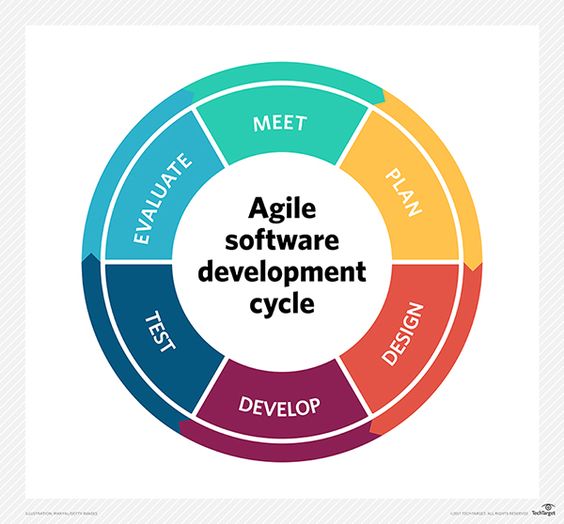 MEET
PLAN
DESIGN
DEVELOP
TEST
EVALUATE
Agile
software
development
cycle
ILLUSTRATION: MAKYAL/GETTY IMAGES
©2017 TECHTARGET. ALL RIGHTS RESERVED
TechTarget